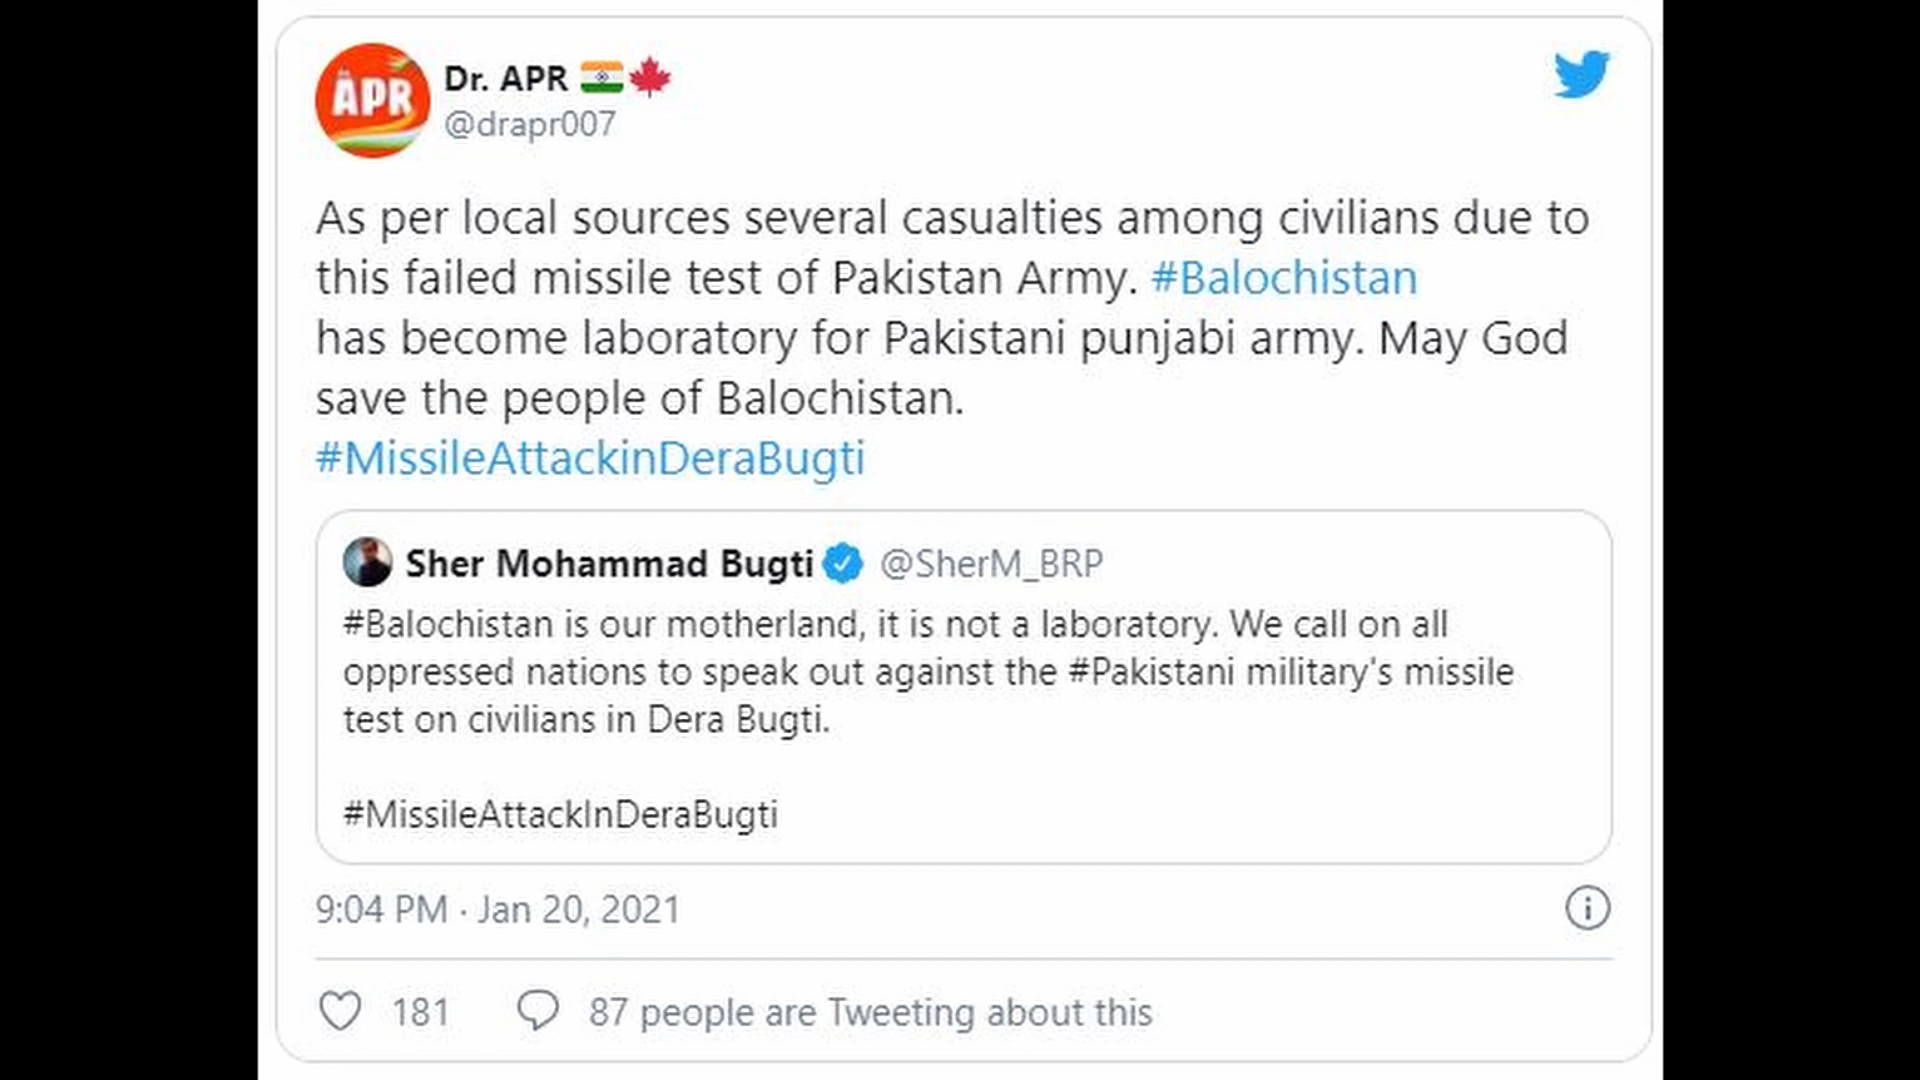 APR
Dr. APR
@drapr007
As per local sources several casualties among civilians due to
this failed missile test of Pakistan Army. #Balochistan
has become laboratory for Pakistani punjabi army. May God
save the people of Balochistan.
#MissileAttackinDeraBugti
Sher Mohammad Bugti @SherM_BRP
#Balochistan is our motherland, it is not a laboratory. We call on all
oppressed nations to speak out against the #Pakistani military's missile
test on civilians in Dera Bugti.
#MissileAttackInDeraBugti
9:04 PM · Jan 20, 2021
181 87 people are Tweeting about this